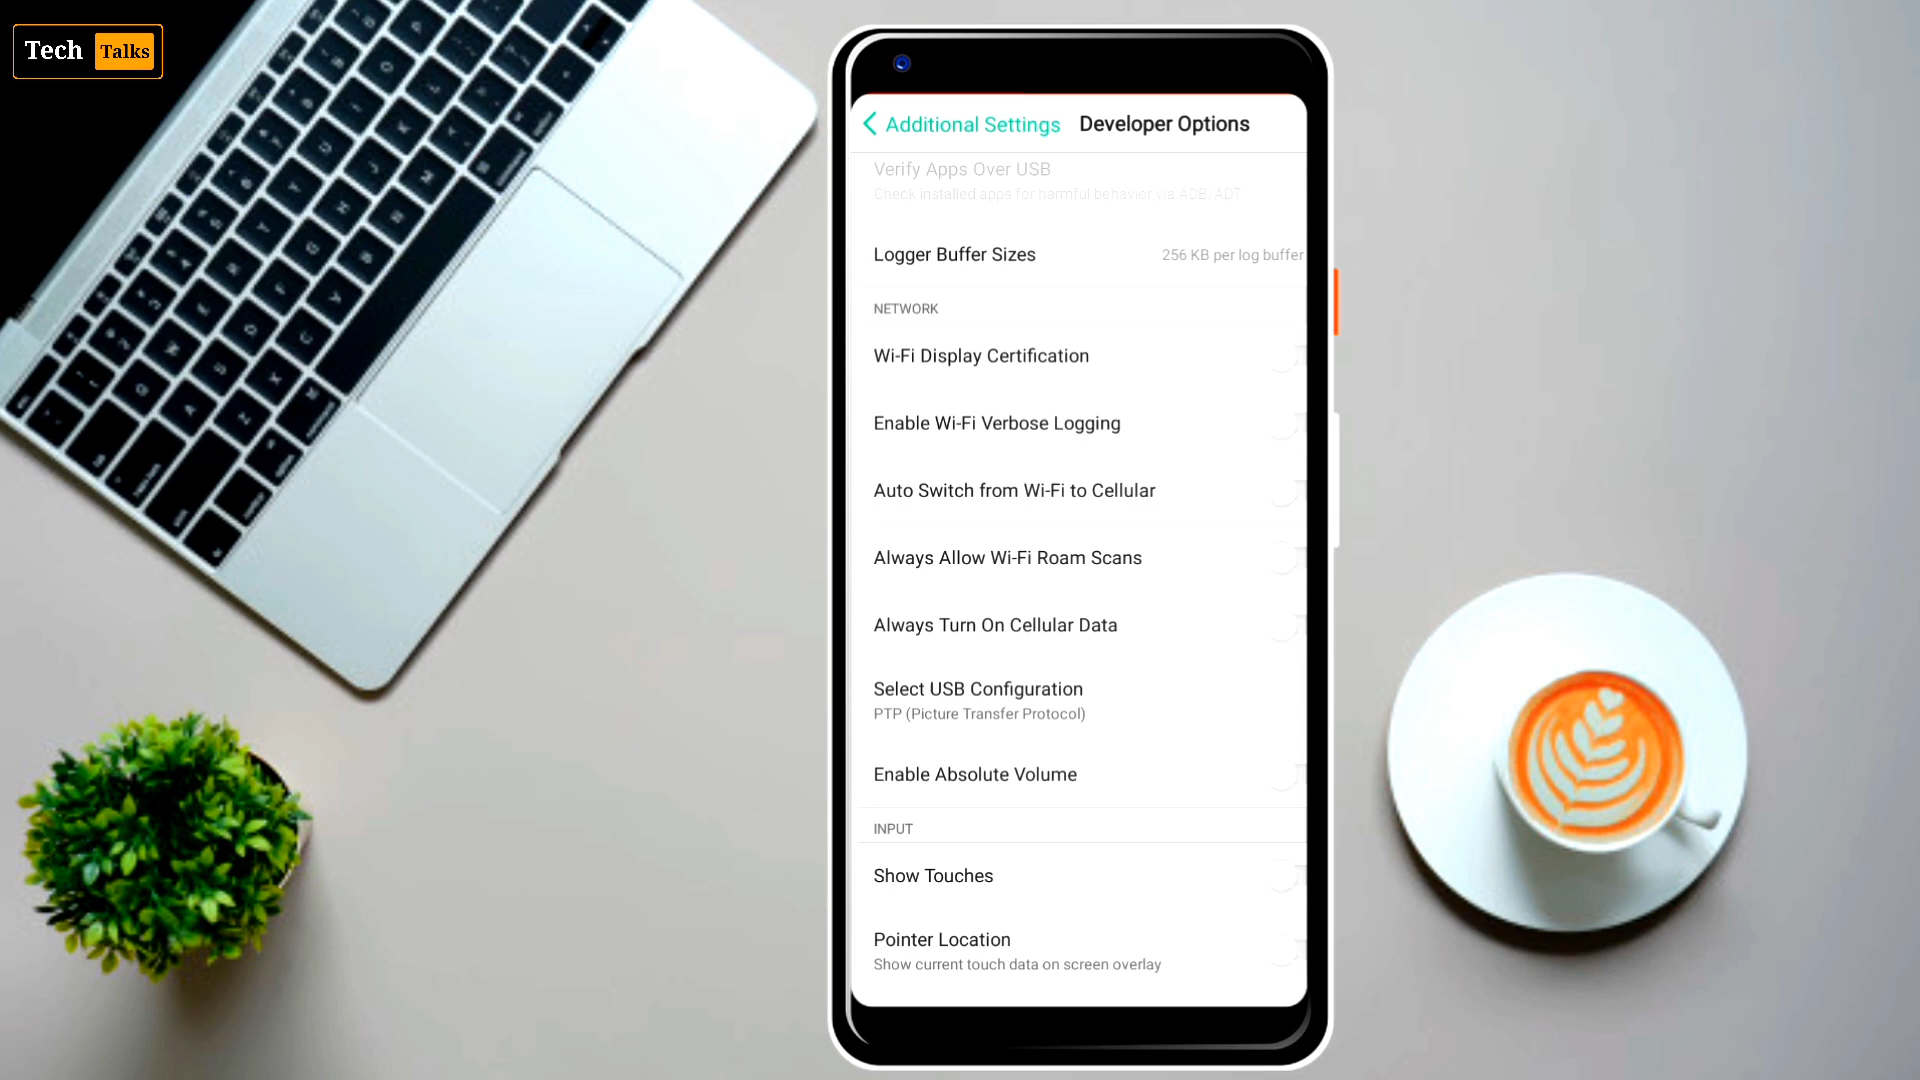 Tech Talks
Additional Settings Developer Options
Verify Apps Over USB
Check installed apps for harmful behavior via ADB/ADT
Logger Buffer Sizes 256 KB per log buffer
NETWORK
Wi-Fi Display Certification
Enable Wi-Fi Verbose Logging
Auto Switch from Wi-Fi to Cellular
Always Allow Wi-Fi Roam Scans
Always Turn On Cellular Data
Select USB Configuration
PTP (Picture Transfer Protocol)
Enable Absolute Volume
INPUT
Show Touches
Pointer Location
Show current touch data on screen overlay